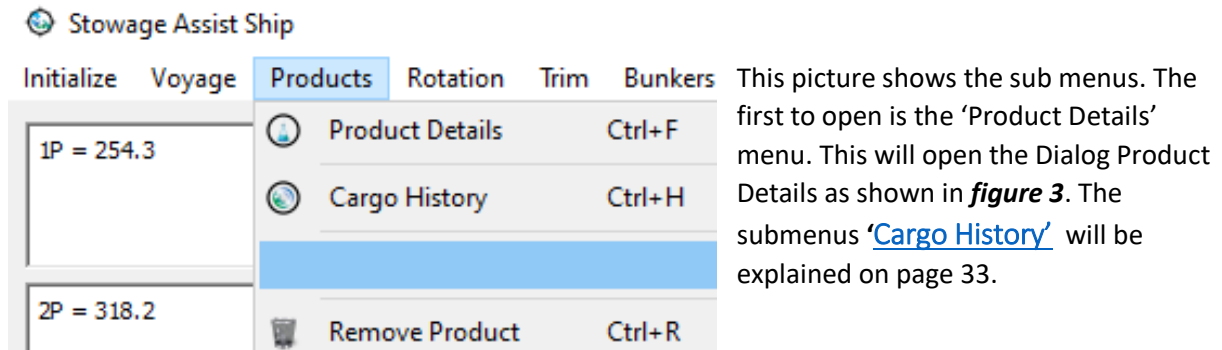 Stowage Assist Ship
Initialize Voyage Products Rotation Trim Bunkers
1P = 254.3
Product Details Ctrl+F
Cargo History Ctrl+H
2P = 318.2
Remove Product Ctrl+R
This picture shows the sub menus. The
first to open is the ‘Product Details’
menu. This will open the Dialog Product
Details as shown in figure 3. The
submenus ‘Cargo History’ will be
explained on page 33.